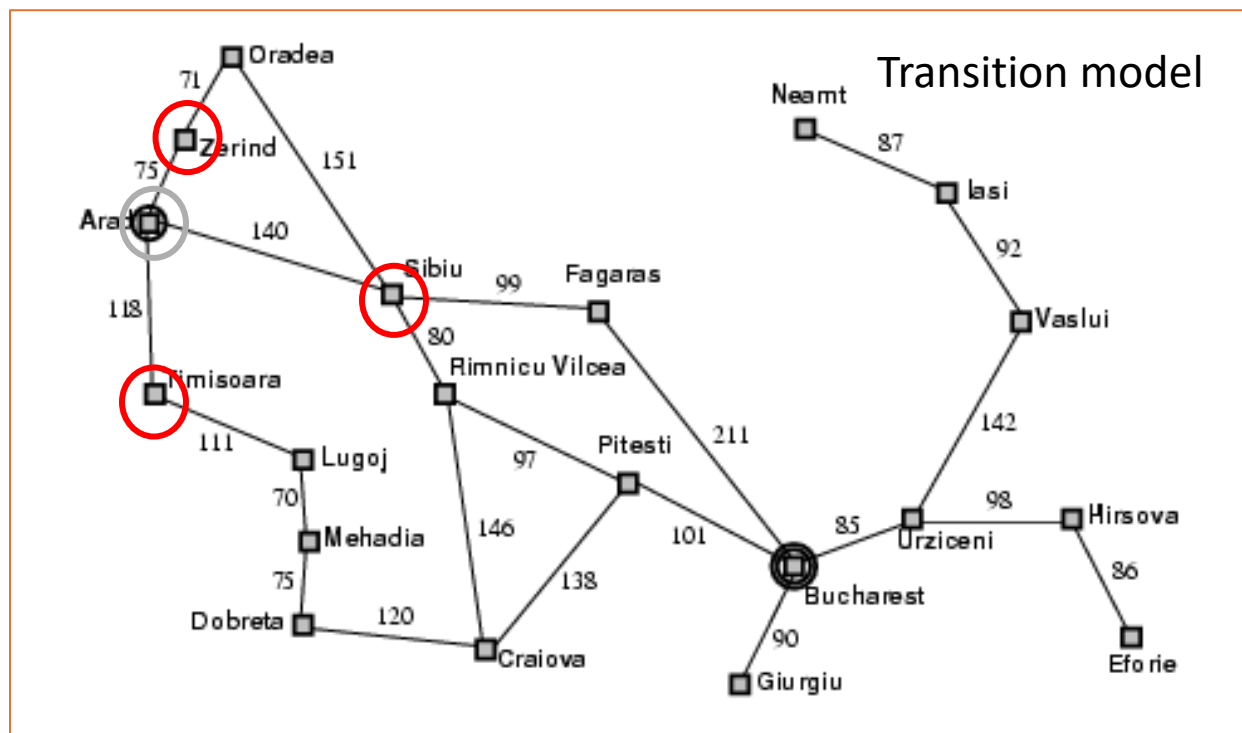 Transition model
Oradea
71
Neamt
Zerind
87
75
151
Iasi
Arad
140
92
Sibiu
Fagaras
99
118
Vaslui
80
Timisoara
Rimnicu Vilcea
142
111
211
Lugoj
97
Pitesti
70
98
Hirsova
146
101
85
Urziceni
Mehadia
86
75
138
Bucharest
Dobreta
120
90
Craiova
Eforie
Giurgiu